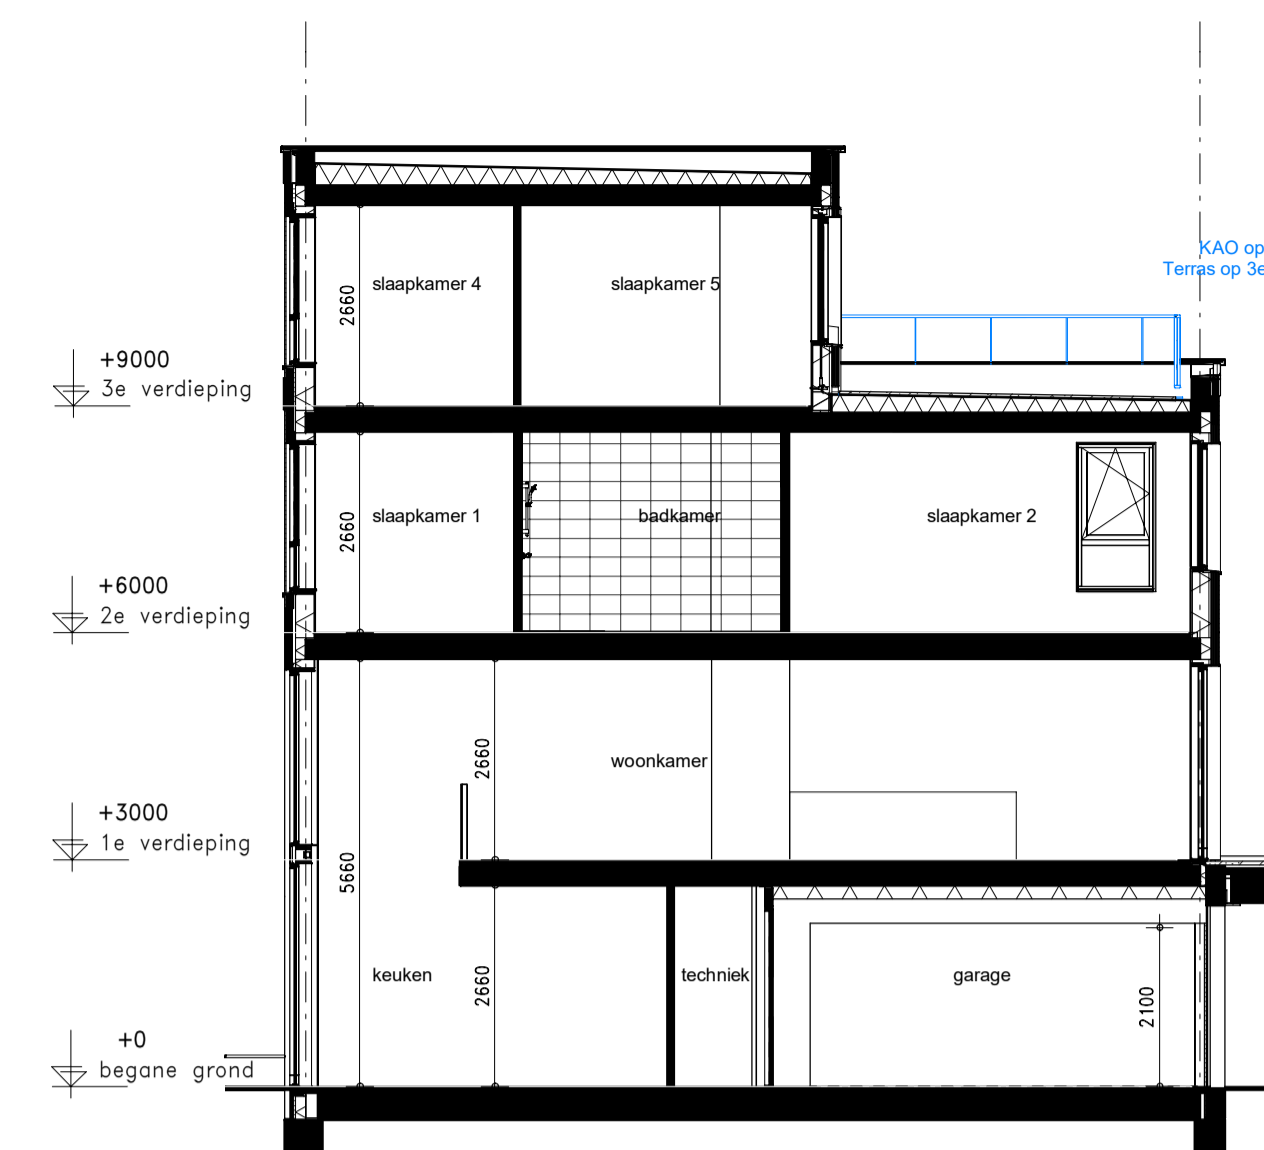 KAO op
Terras op 3e
slaapkamer 4
slaapkamer 5
2660
+9000
3e verdieping
slaapkamer 1
badkamer
slaapkamer 2
2660
+6000
2e verdieping
2660
woonkamer
+3000
1e verdieping
5660
keuken
2660
techniek
garage
2100
+0
begane grond